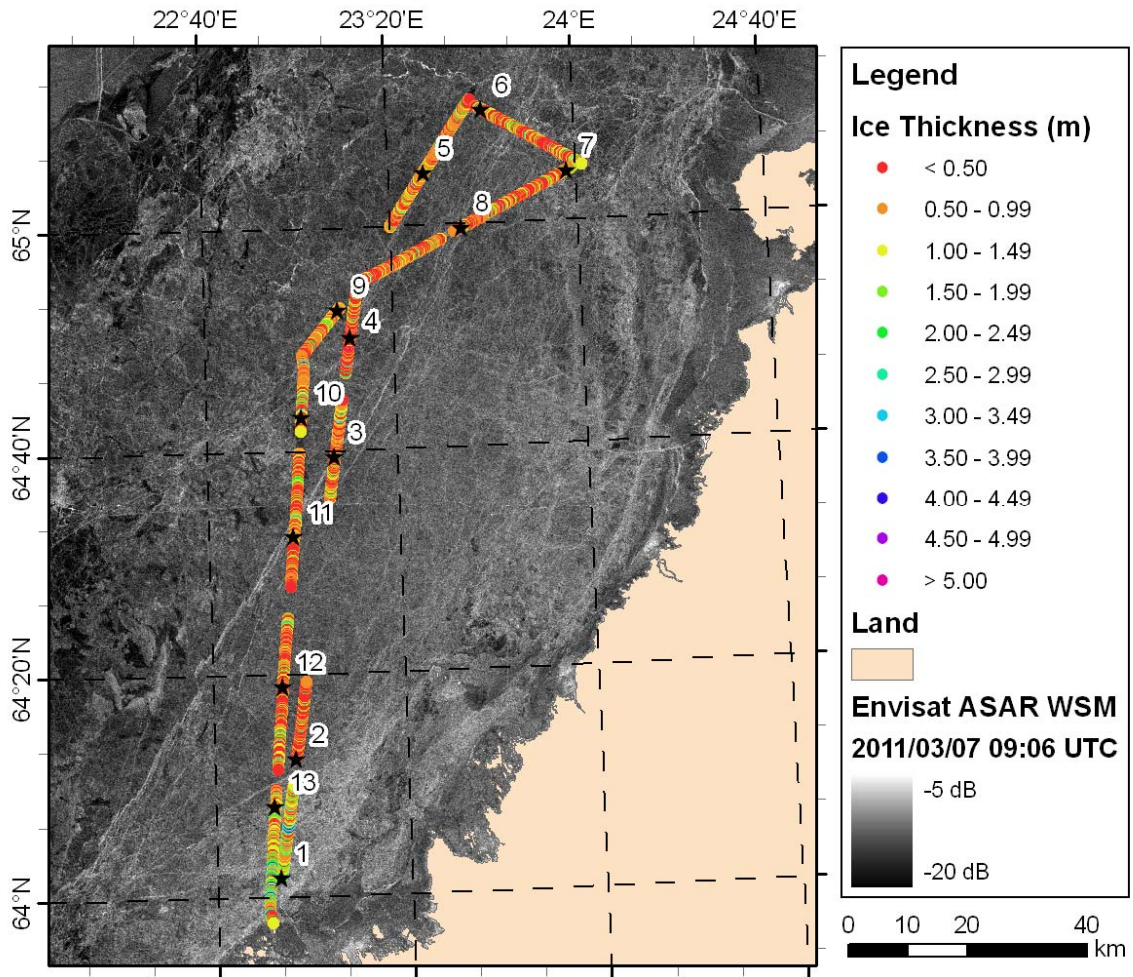 22°40'E 23°20'E 24°0'E 24°40'E
65°N
64°40'N
64°20'N
64°N
6
7
5
8
9
4
10
3
11
12
2
13
1
Legend
Ice Thickness (m)
< 0.50
0.50 - 0.99
1.00 - 1.49
1.50 - 1.99
2.00 - 2.49
2.50 - 2.99
3.00 - 3.49
3.50 - 3.99
4.00 - 4.49
4.50 - 4.99
> 5.00
Land
Envisat ASAR WSM
2011/03/07 09:06 UTC
-5 dB
-20 dB
0 10 20 40
km